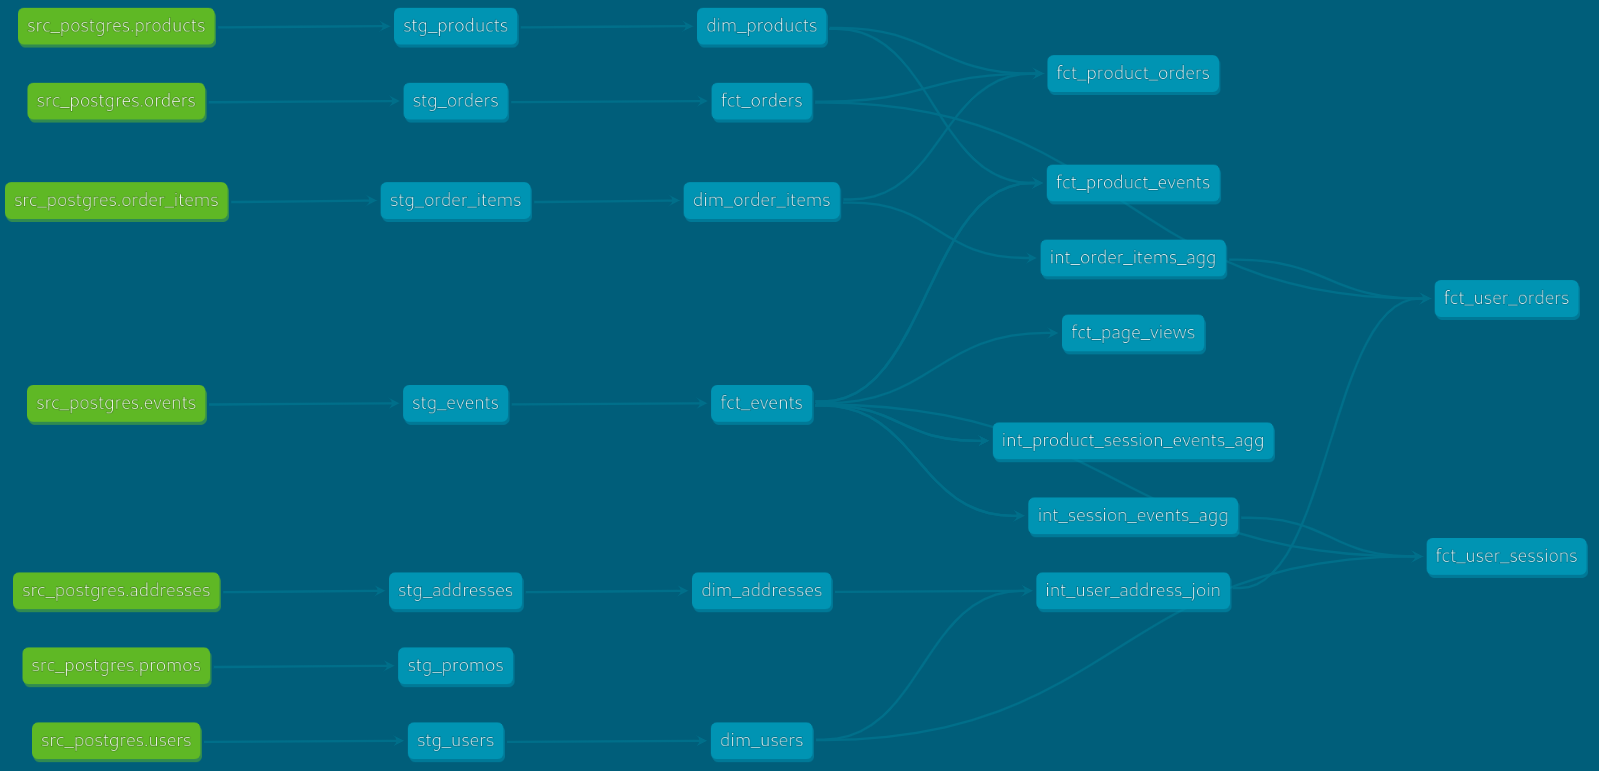 src_postgres.products
stg_products
dim_products
fct_product_orders
src_postgres.orders
stg_orders
fct_orders
fct_product_events
src_postgres.order_items
stg_order_items
dim_order_items
int_order_items_agg
fct_user_orders
fct_page_views
src_postgres.events
stg_events
fct_events
int_product_session_events_agg
int_session_events_agg
fct_user_sessions
src_postgres.addresses
stg_addresses
dim_addresses
int_user_address_join
src_postgres.promos
stg_promos
src_postgres.users
stg_users
dim_users